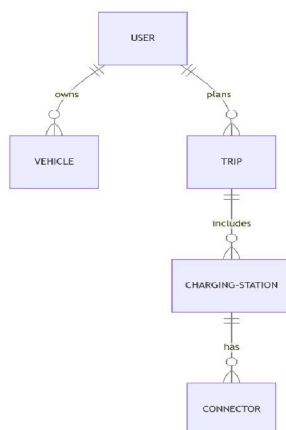 USER
owns
plans
VEHICLE
TRIP
includes
CHARGING-STATION
has
CONNECTOR